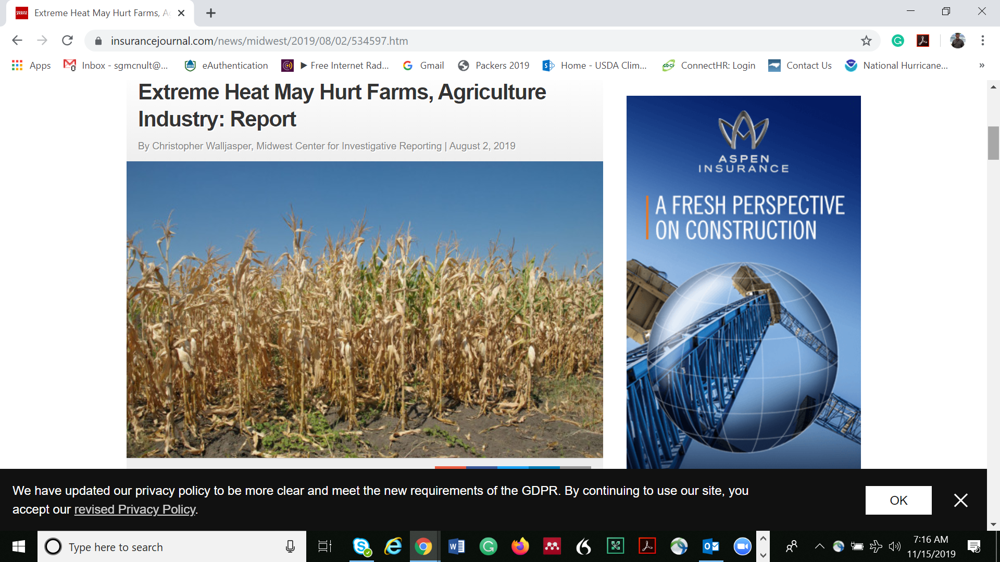 Extreme Heat May Hurt Farms, A
insurancejournal.com/news/midwest/2019/08/02/534597.htm
Apps
Inbox - sgmcnult@...
eAuthentication
▶ Free Internet Rad...
Gmail
Packers 2019
Home - USDA Clim...
ConnectHR: Login
Contact Us
National Hurricane...
»
Extreme Heat May Hurt Farms, Agriculture
Industry: Report
By Christopher Walljasper, Midwest Center for Investigative Reporting | August 2, 2019
ASPEN
INSURANCE
A FRESH PERSPECTIVE
ON CONSTRUCTION
We have updated our privacy policy to be more clear and meet the new requirements of the GDPR. By continuing to use our site, you
accept our revised Privacy Policy.
OK
Type here to search
7:16 AM
11/15/2019